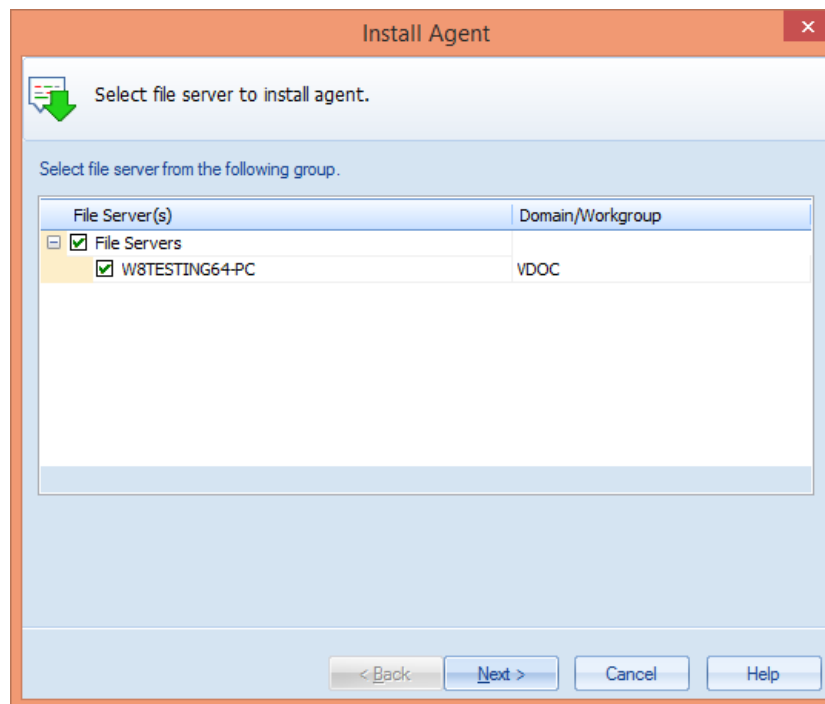 Install Agent
Select file server to install agent.
Select file server from the following group.
File Server(s) Domain/Workgroup
File Servers
W8TESTING64-PC VDOC
< Back Next > Cancel Help